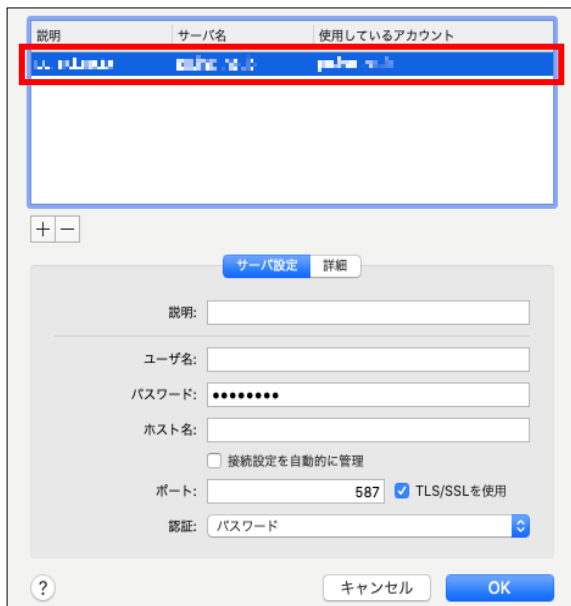 説明 サーバ名 使用しているアカウント
+ −
サーバ設定 詳細
説明:
ユーザ名:
パスワード: ••••••••
ホスト名:
接続設定を自動的に管理
ポート: 587 TLS/SSLを使用
認証: パスワード
? キャンセル OK